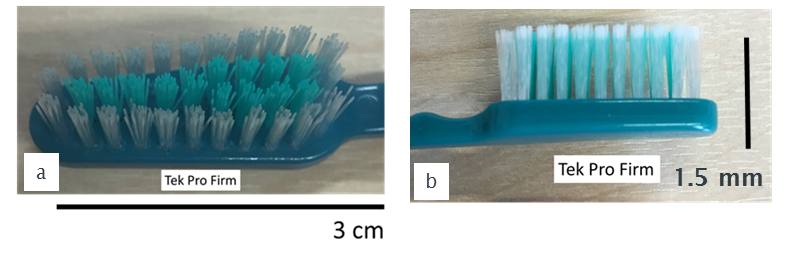 a
Tek Pro Firm
3 cm
b
Tek Pro Firm
1.5 mm